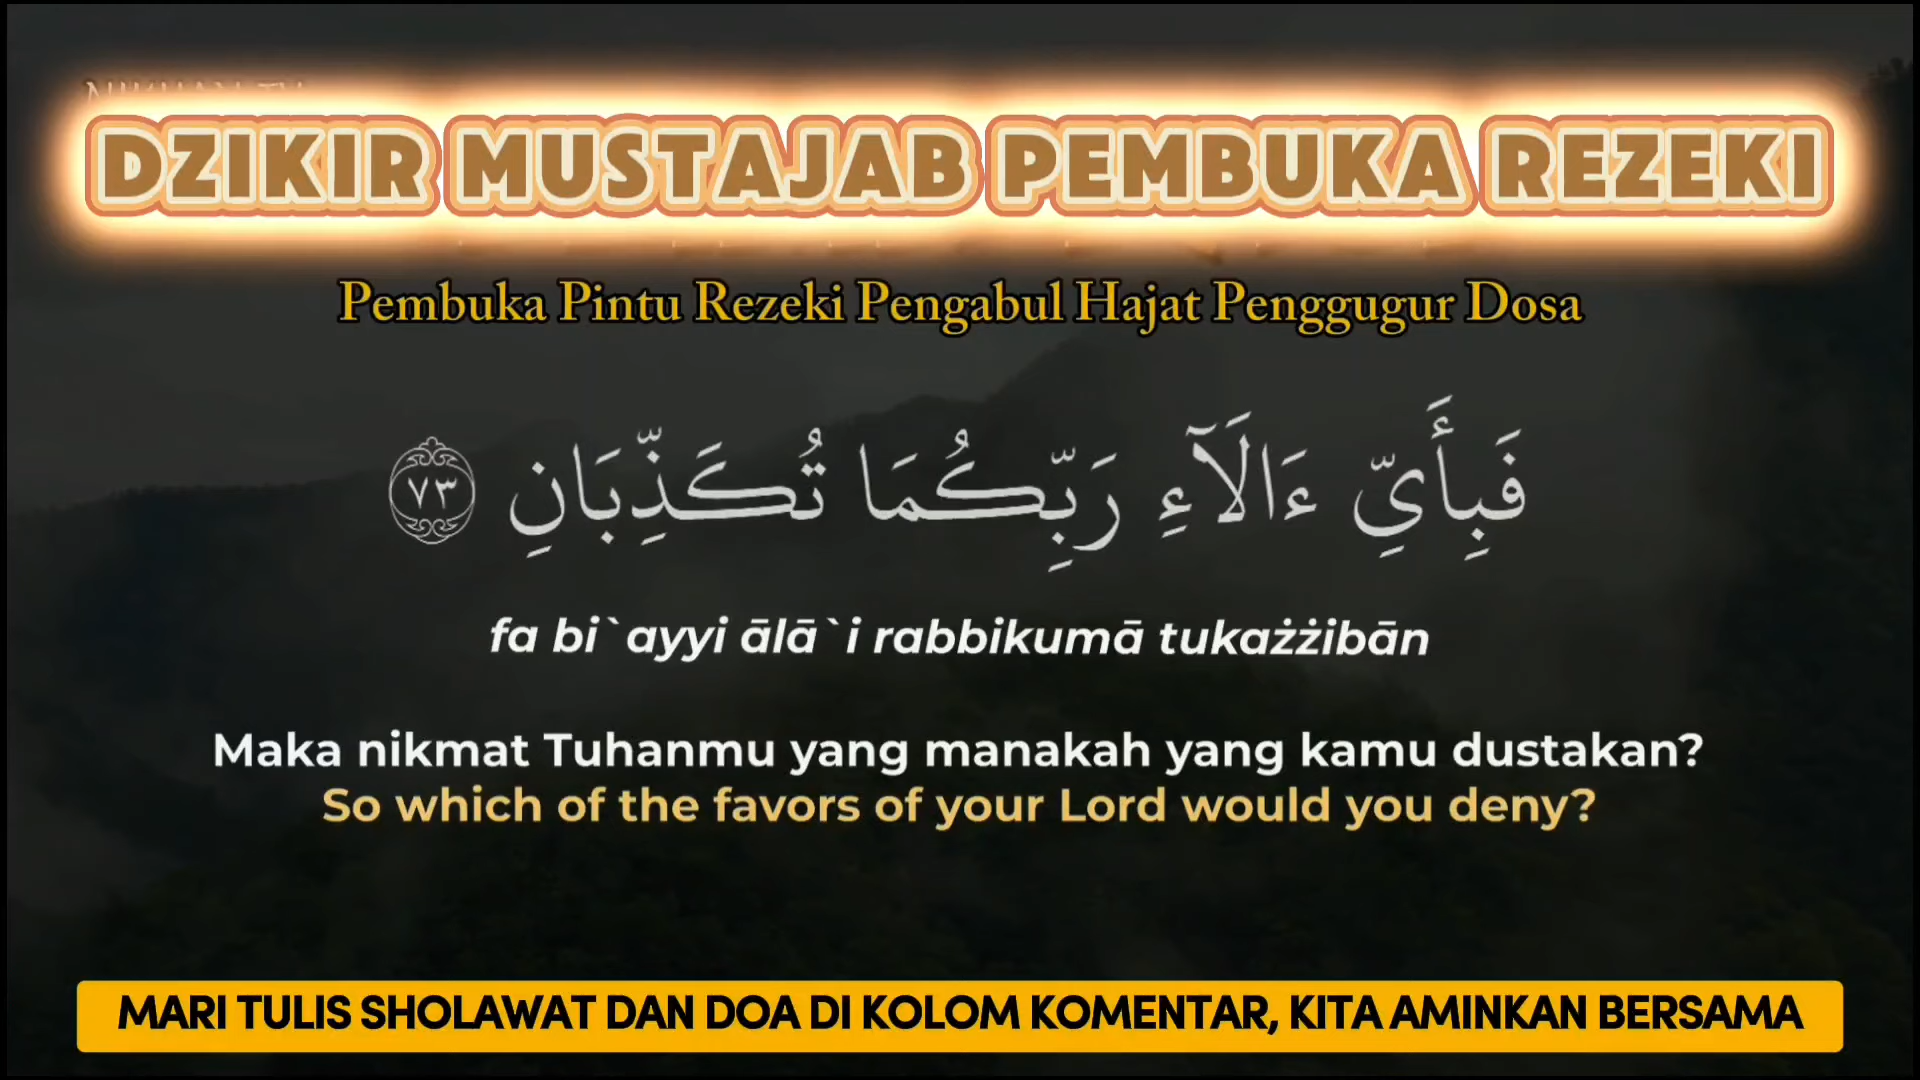 DZIKIR MUSTAJAB PEMBUKA REZEKI
Pembuka Pintu Rezeki Pengabul Hajat Penggugur Dosa
فَبِأَيِّ ءَالَآءِ رَبِّكُمَا تُكَذِّبَانِ ٧٣
fa bi`ayyi ālā`i rabbikumā tukażżibān
Maka nikmat Tuhanmu yang manakah yang kamu dustakan?
So which of the favors of your Lord would you deny?
MARI TULIS SHOLAWAT DAN DOA DI KOLOM KOMENTAR, KITA AMINKAN BERSAMA